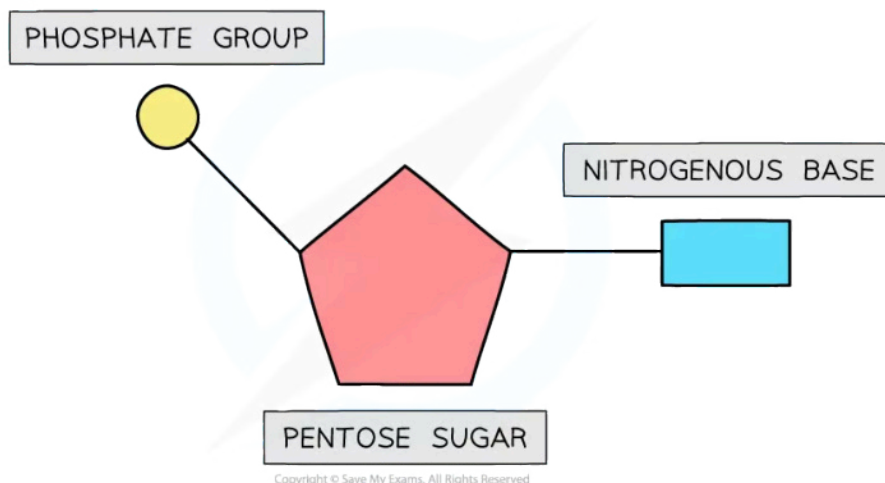 PHOSPHATE GROUP
NITROGENOUS BASE
PENTOSE SUGAR
Copyright © Save My Exams. All Rights Reserved